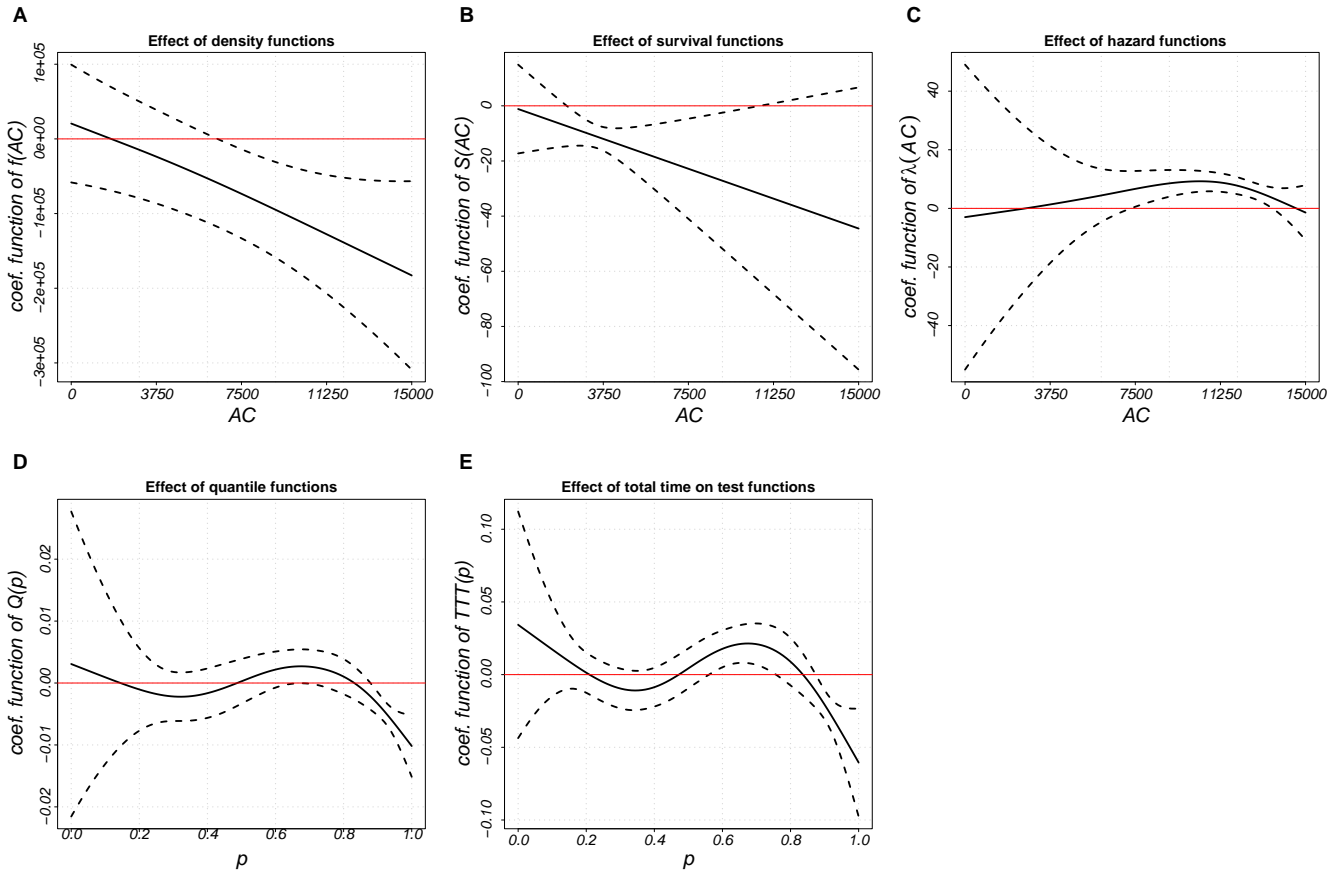 A
Effect of density functions
coef. function of f(AC)
1e+05
0e+00
−1e+05
−2e+05
−3e+05
0 3750 7500 11250 15000
AC
B
Effect of survival functions
coef. function of S(AC)
0
−20
−40
−60
−80
−100
0 3750 7500 11250 15000
AC
C
Effect of hazard functions
coef. function of λ(AC)
40
20
0
−20
−40
0 3750 7500 11250 15000
AC
D
Effect of quantile functions
coef. function of Q(p)
0.02
0.01
0.00
−0.01
−0.02
0.0 0.2 0.4 0.6 0.8 1.0
p
E
Effect of total time on test functions
coef. function of T̅T̅T̅(p)
0.10
0.05
0.00
−0.05
−0.10
0.0 0.2 0.4 0.6 0.8 1.0
p